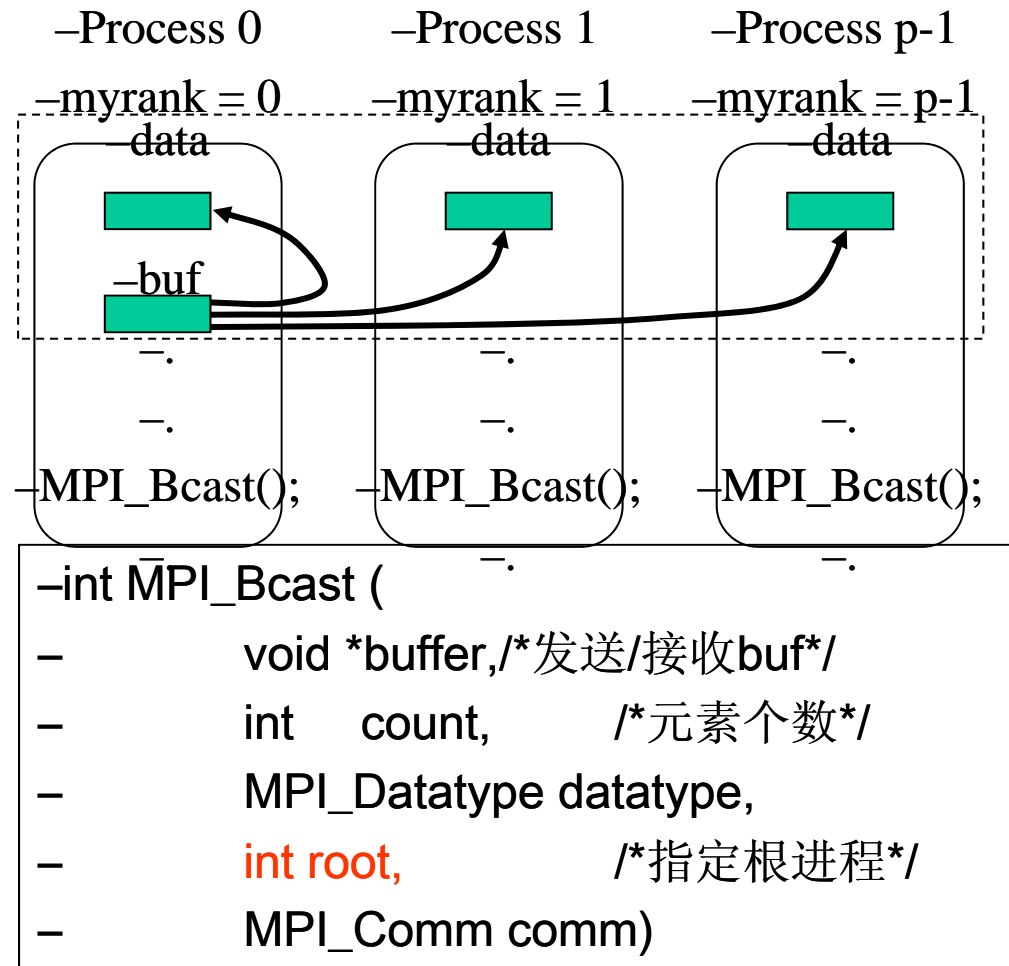 –Process 0 –Process 1 –Process p-1
–myrank = 0 –myrank = 1 –myrank = p-1
–data –data –data
–buf
–. –. –.
–. –. –.
–MPI_Bcast(); –MPI_Bcast(); –MPI_Bcast();
–. –. –.
–int MPI_Bcast (
– void *buffer,/*发送/接收buf*/
– int count, /*元素个数*/
– MPI_Datatype datatype,
– int root, /*指定根进程*/
– MPI_Comm comm)